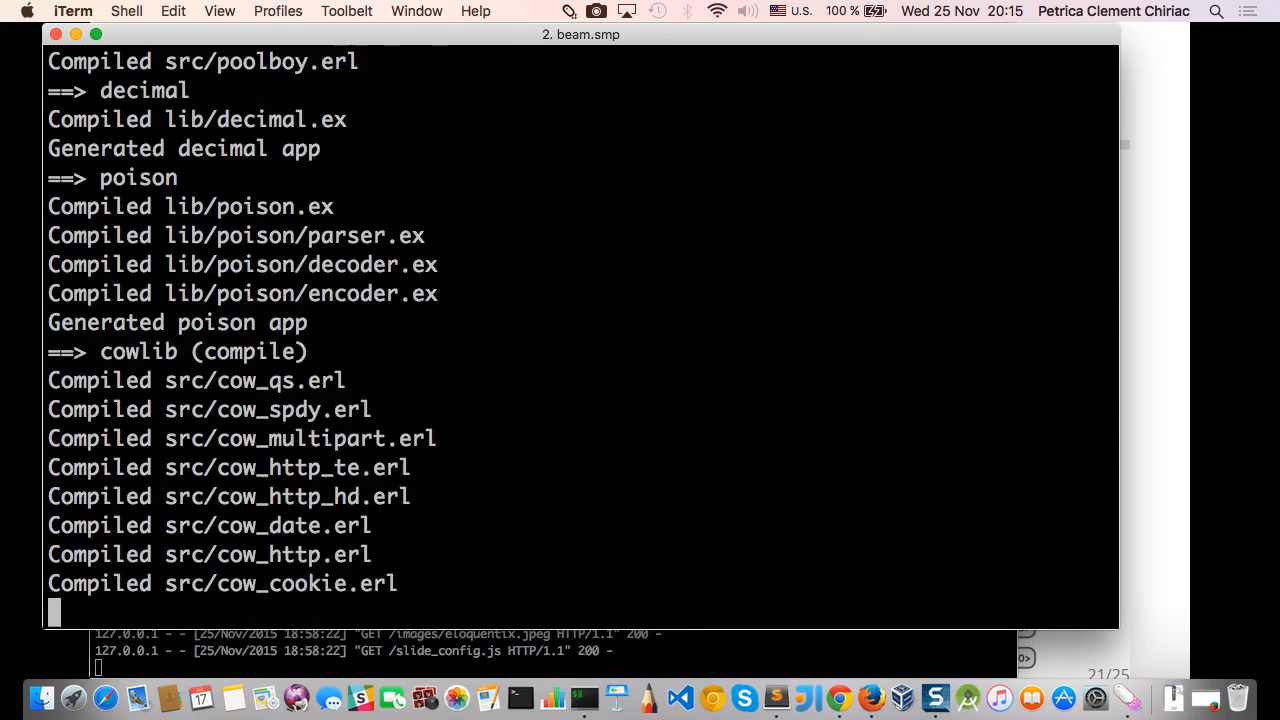 iTerm Shell Edit View Profiles Toolbelt Window Help U.S. 100 % Wed 25 Nov 20:15 Petrica Clement Chiriac
2. beam.smp
Compiled src/poolboy.erl
==> decimal
Compiled lib/decimal.ex
Generated decimal app
==> poison
Compiled lib/poison.ex
Compiled lib/poison/parser.ex
Compiled lib/poison/decoder.ex
Compiled lib/poison/encoder.ex
Generated poison app
==> cowlib (compile)
Compiled src/cow_qs.erl
Compiled src/cow_spdy.erl
Compiled src/cow_multipart.erl
Compiled src/cow_http_te.erl
Compiled src/cow_http_hd.erl
Compiled src/cow_date.erl
Compiled src/cow_http.erl
Compiled src/cow_cookie.erl
127.0.0.1 - - [25/Nov/2015 18:58:22] "GET /images/eloquentix.jpeg HTTP/1.1" 200 -
127.0.0.1 - - [25/Nov/2015 18:58:22] "GET /slide_config.js HTTP/1.1" 200 -
21/25
17